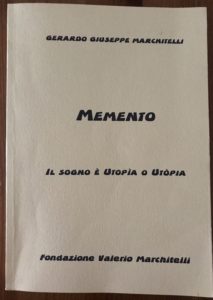 GERARDO GIUSEPPE MARCHITELLI
MEMENTO
IL SOGNO È UTOPÌA O UTÒPIA
Fondazione Valerio Marchitelli